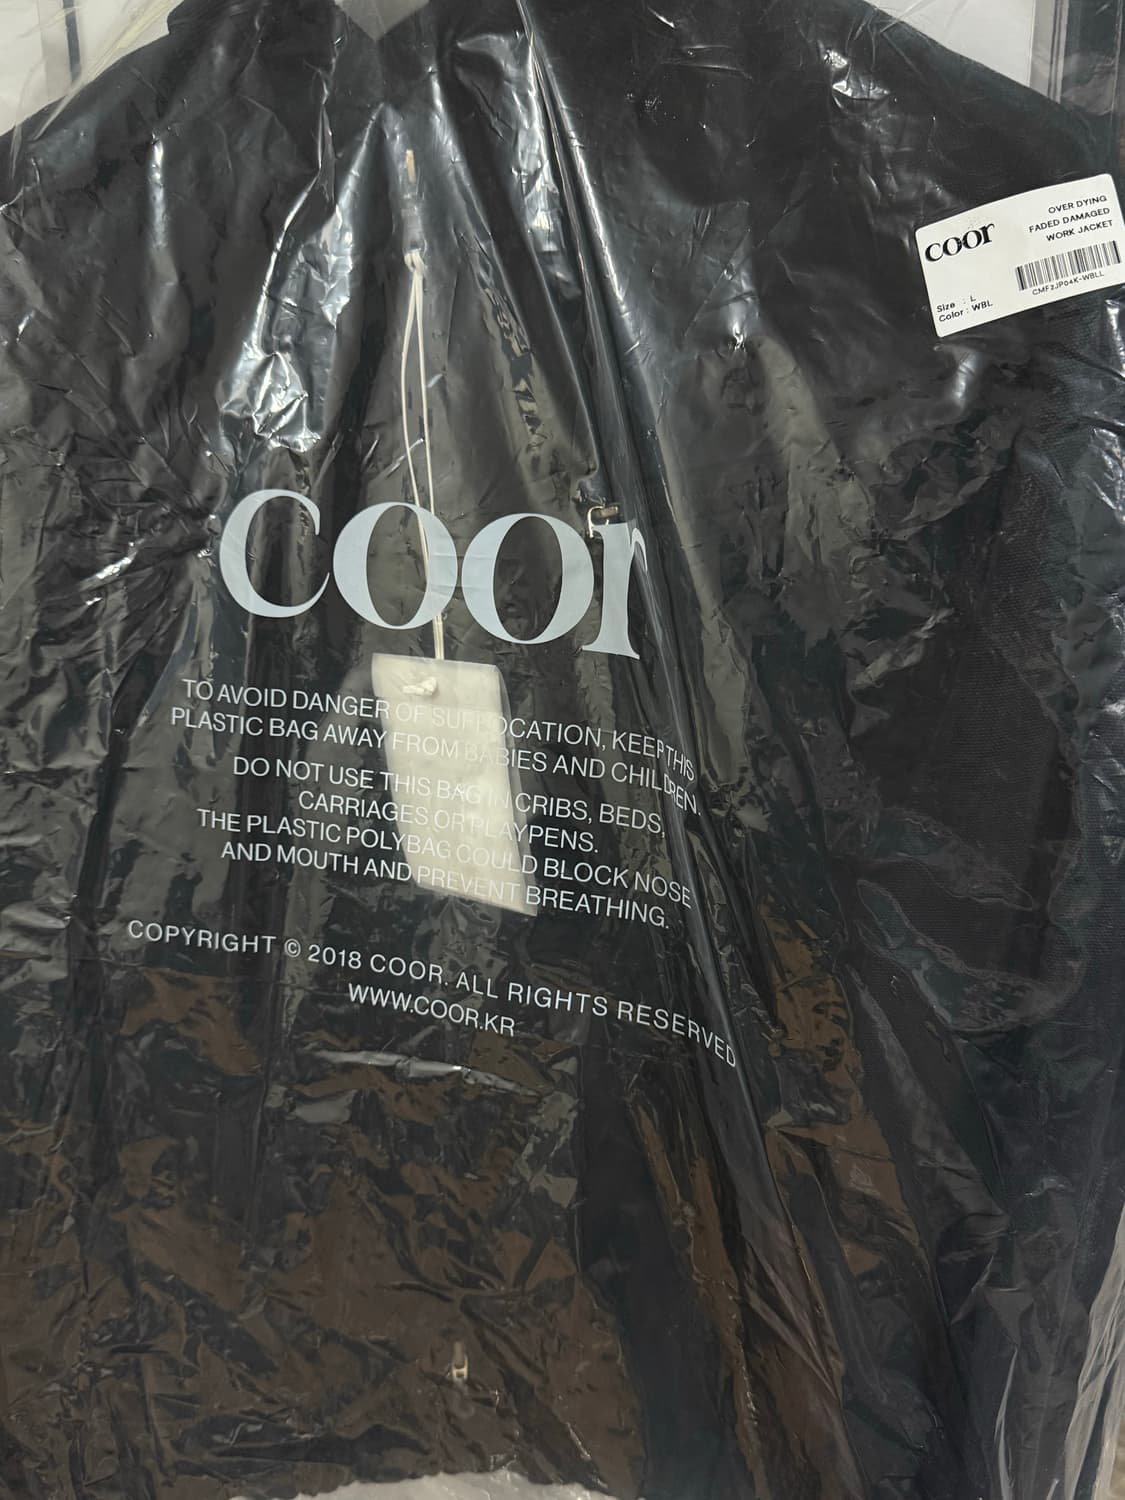 coor
OVER DYING
FADED DAMAGED
WORK JACKET
CMF2JP04K-WBLL
Size : L
Color : WBL
coor
TO AVOID DANGER OF SUFFOCATION, KEEP THIS
PLASTIC BAG AWAY FROM BABIES AND CHILDREN.
DO NOT USE THIS BAG IN CRIBS, BEDS,
CARRIAGES OR PLAYPENS.
THE PLASTIC POLYBAG COULD BLOCK NOSE
AND MOUTH AND PREVENT BREATHING.
COPYRIGHT © 2018 COOR. ALL RIGHTS RESERVED
WWW.COOR.KR